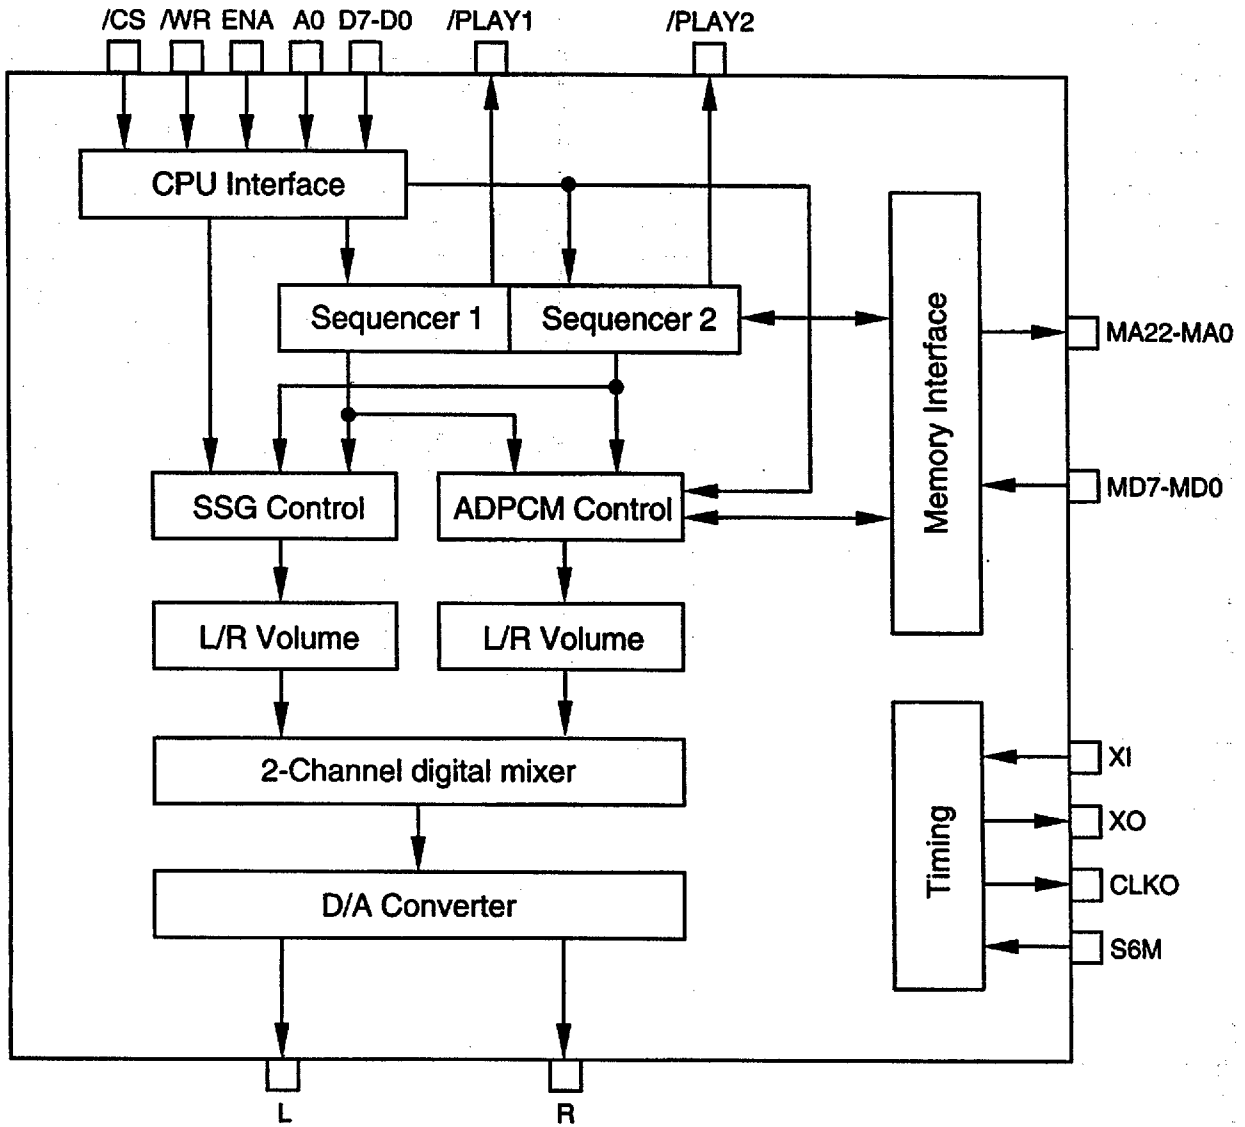 /CS /WR ENA A0 D7-D0 /PLAY1 /PLAY2
CPU Interface
Sequencer 1
Sequencer 2
Memory Interface
MA22-MA0
MD7-MD0
SSG Control
ADPCM Control
L/R Volume
L/R Volume
2-Channel digital mixer
D/A Converter
Timing
XI
XO
CLKO
S6M
L
R